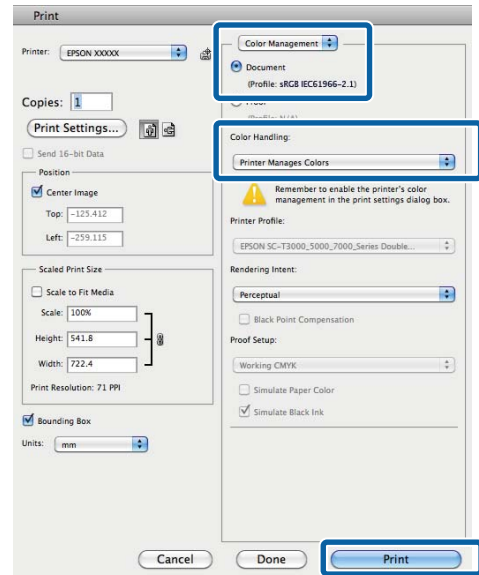 Print
Printer: EPSON XXXXX
Copies: 1
Print Settings...
Send 16-bit Data
Position
Center Image
Top: -125.412
Left: -259.115
Scaled Print Size
Scale to Fit Media
Scale: 100%
Height: 541.8
Width: 722.4
Print Resolution: 71 PPI
Bounding Box
Units: mm
Color Management
Document
(Profile: sRGB IEC61966-2.1)
Color Handling:
Printer Manages Colors
Remember to enable the printer's color
management in the print settings dialog box.
Printer Profile:
EPSON SC-T3000_5000_7000_Series Double...
Rendering Intent:
Perceptual
Black Point Compensation
Proof Setup:
Working CMYK
Simulate Paper Color
Simulate Black Ink
Cancel
Done
Print